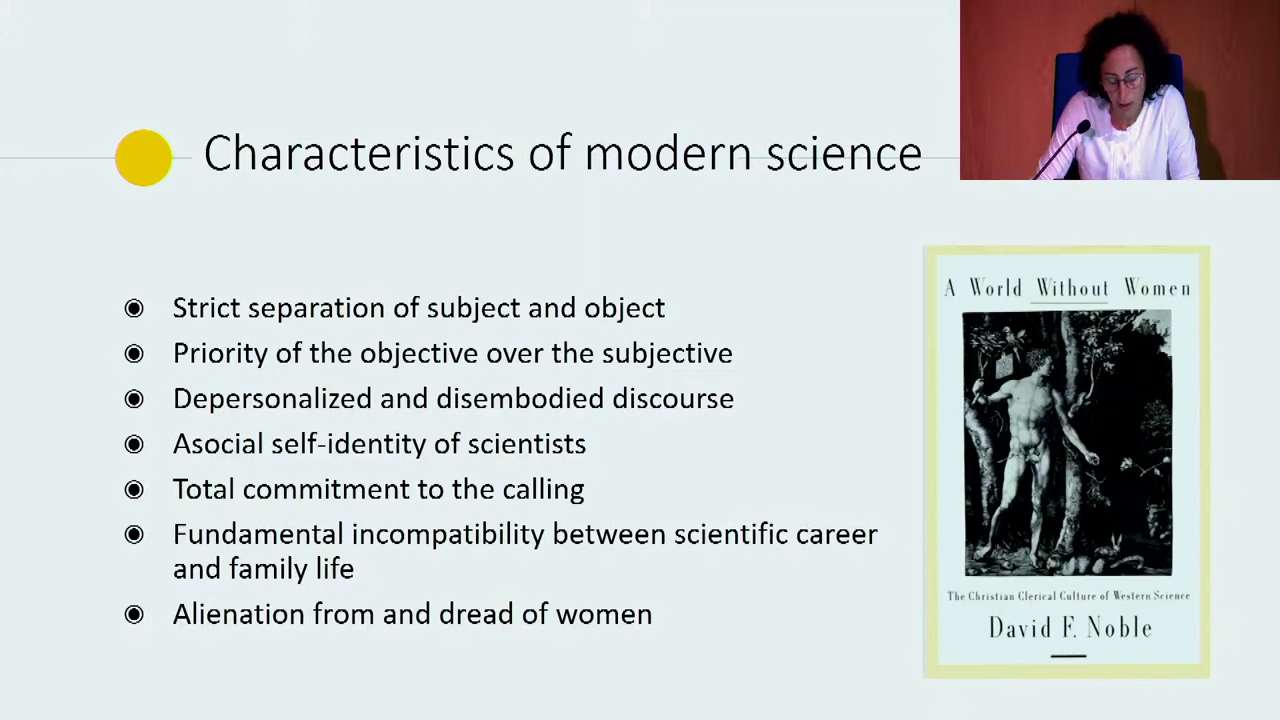 Characteristics of modern science
Strict separation of subject and object
Priority of the objective over the subjective
Depersonalized and disembodied discourse
Asocial self-identity of scientists
Total commitment to the calling
Fundamental incompatibility between scientific career
and family life
Alienation from and dread of women
A World Without Women
The Christian Clerical Culture of Western Science
David F. Noble